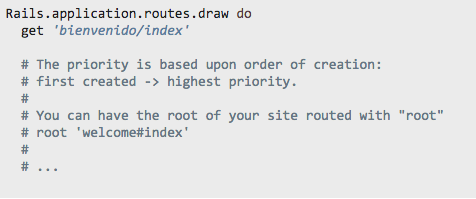 Rails.application.routes.draw do
  get 'bienvenido/index'

  # The priority is based upon order of creation:
  # first created -> highest priority.
  #
  # You can have the root of your site routed with "root"
  # root 'welcome#index'
  #
  # ...